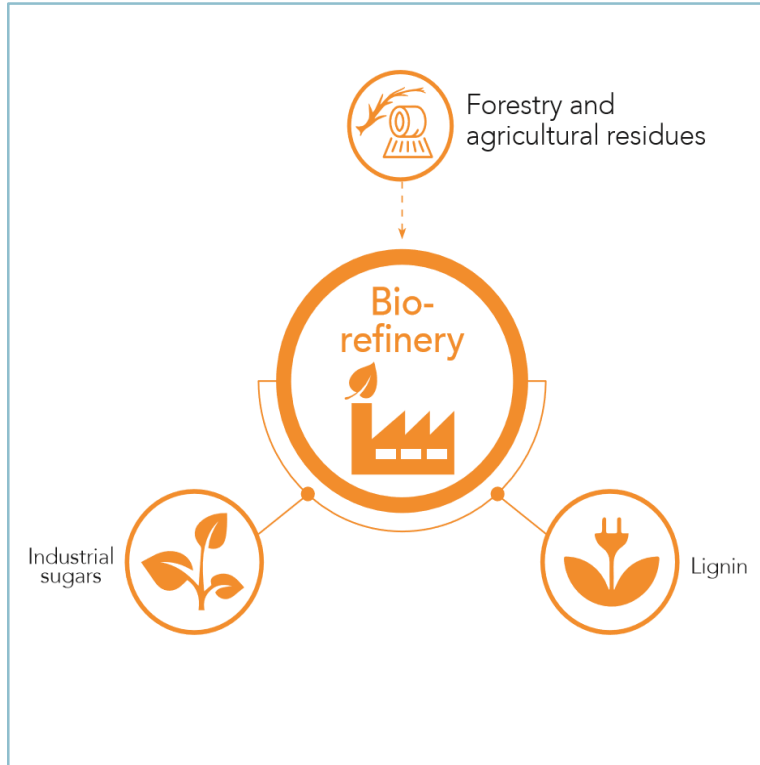 Forestry and
agricultural residues
Bio-
refinery
Industrial
sugars
Lignin